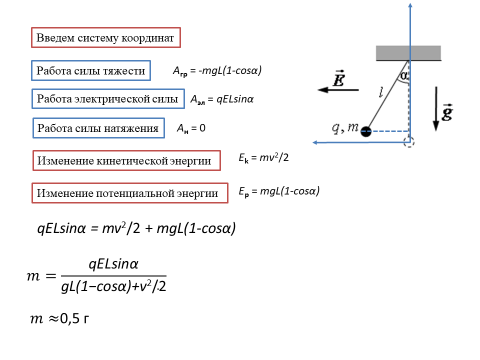 Введем систему координат
Работа силы тяжести
Aтр = -mgL(1-cosα)
Работа электрической силы
Aэл = qELsinα
Работа силы натяжения
Aн = 0
Изменение кинетической энергии
Ek = mv²/2
Изменение потенциальной энергии
Ep = mgL(1-cosα)
qELsinα = mv²/2 + mgL(1-cosα)
m = qELsinα / gL(1−cosα)+v²/2
m ≈0,5 г
E
l
α
g
q, m